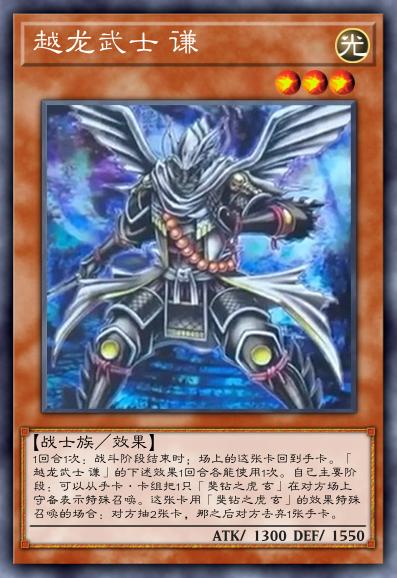 越龙武士 谦
光
【战士族／效果】
1回合1次：战斗阶段结束时；场上的这张卡回到手卡。「
越龙武士 谦」的下述效果1回合各能使用1次。自己主要阶
段：可以从手卡·卡组把1只「斐钻之虎 玄」在对方场上
守备表示特殊召唤。这张卡用「斐钻之虎 玄」的效果特殊
召唤的场合：对方抽2张卡，那之后对方丢弃1张手卡。
ATK/ 1300 DEF/ 1550